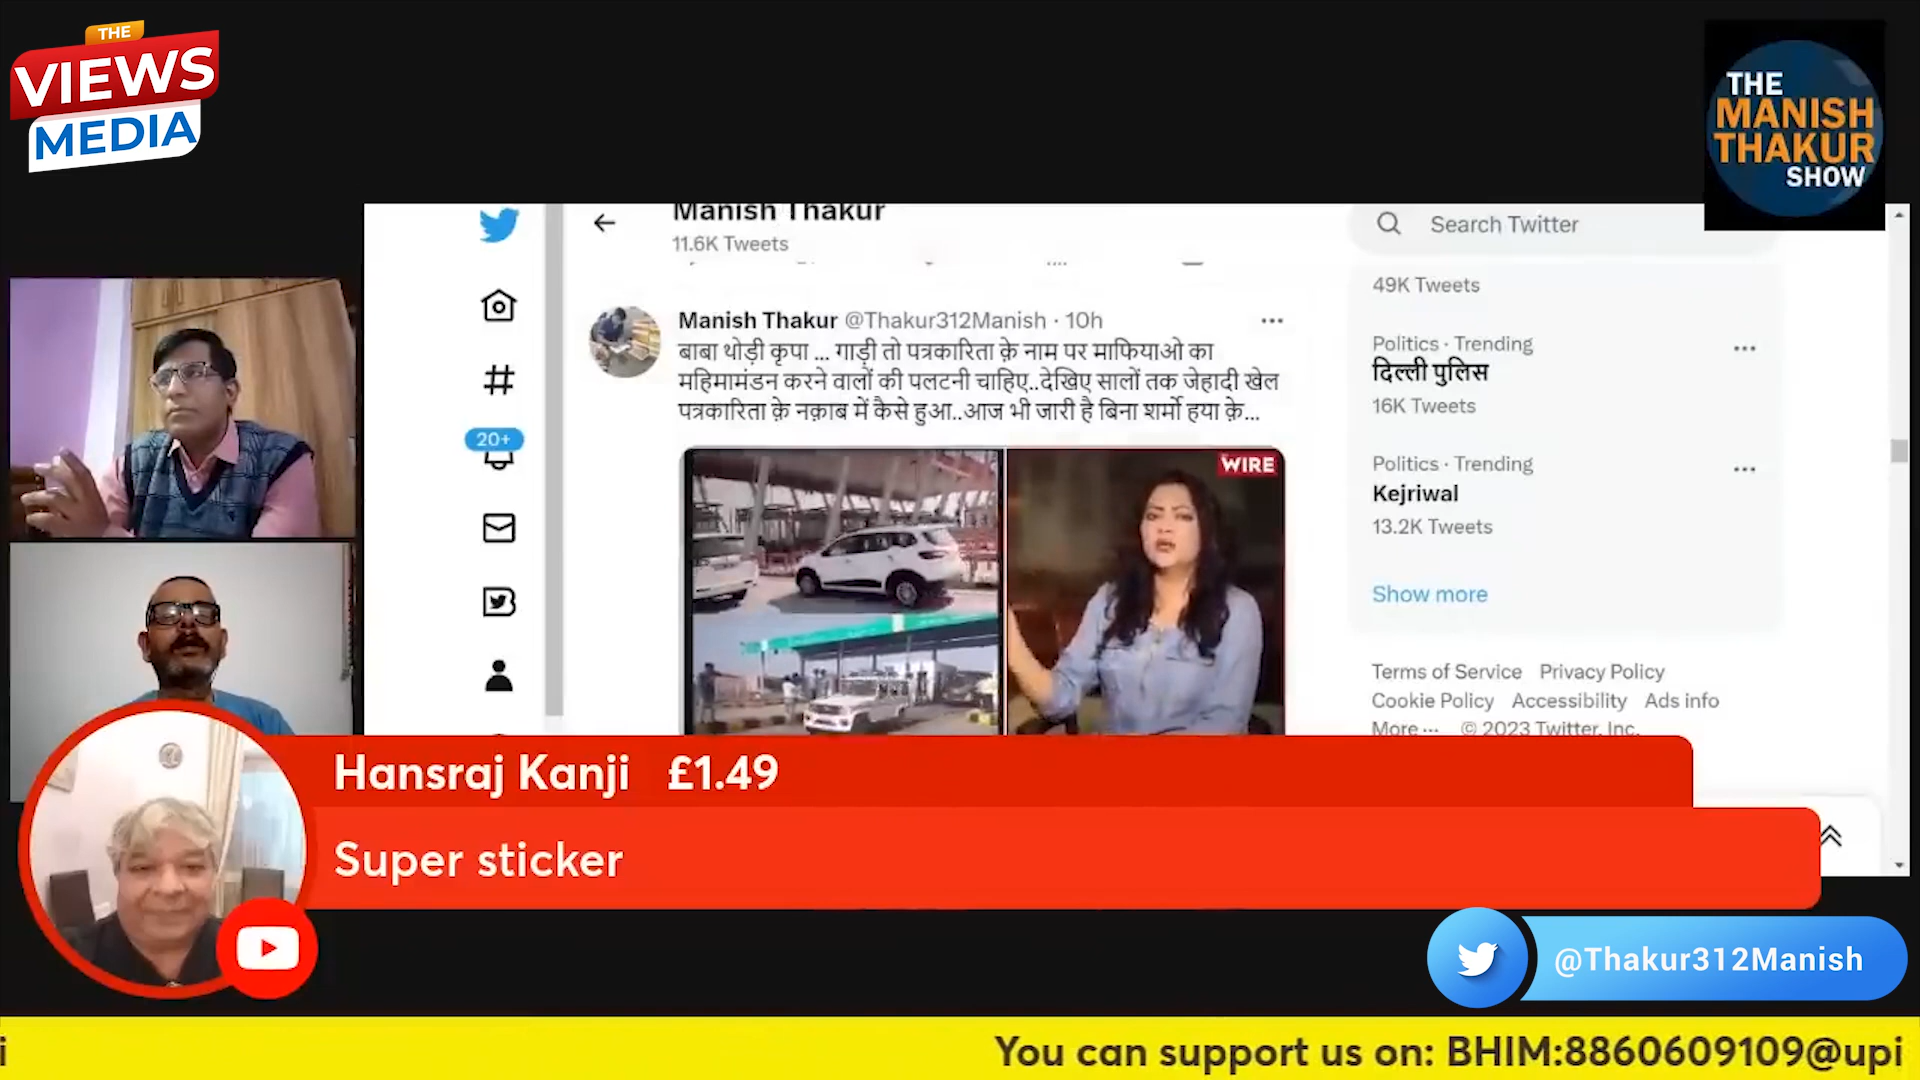 THE
VIEWS
MEDIA
THE
MANISH
THAKUR
SHOW
Manish Thakur
11.6K Tweets
Search Twitter
49K Tweets
Manish Thakur @Thakur312Manish · 10h
बाबा थोड़ी कृपा ... गाड़ी तो पत्रकारिता क़े नाम पर माफियाओ का
महिमामंडन करने वालों की पलटनी चाहिए..देखिए सालों तक जेहादी खेल
पत्रकारिता क़े नक़ाब में कैसे हुआ..आज भी जारी है बिना शर्मो हया क़े...
Politics · Trending
दिल्ली पुलिस
16K Tweets
20+
WIRE
Politics · Trending
Kejriwal
13.2K Tweets
Show more
Terms of Service Privacy Policy
Cookie Policy Accessibility Ads info
More ··· © 2023 Twitter, Inc.
Hansraj Kanji £1.49
Super sticker
@Thakur312Manish
i You can support us on: BHIM:8860609109@upi